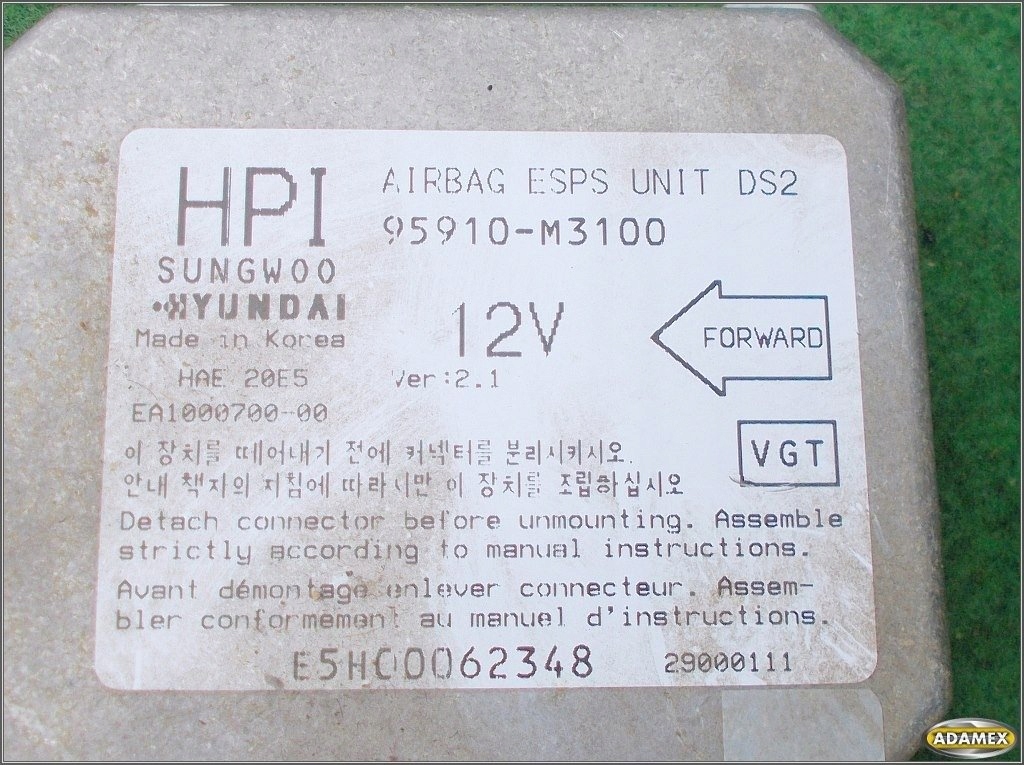 HPI
AIRBAG ESPS UNIT DS2
95910-M3100
SUNGWOO
HYUNDAI
Made in Korea
12V
FORWARD
HAE 20E5
Ver:2.1
EA1000700-00
VGT
이 장치를 떼어내기 전에 커넥터를 분리시키시오.
안내 책자의 지침에 따라서만 이 장치를 조립하십시오
Detach connector before unmounting. Assemble
strictly according to manual instructions.
Avant démontage enlever connecteur. Assem-
bler conformement au manuel d'instructions.
E5HC0062348
29000111
ADAMEX